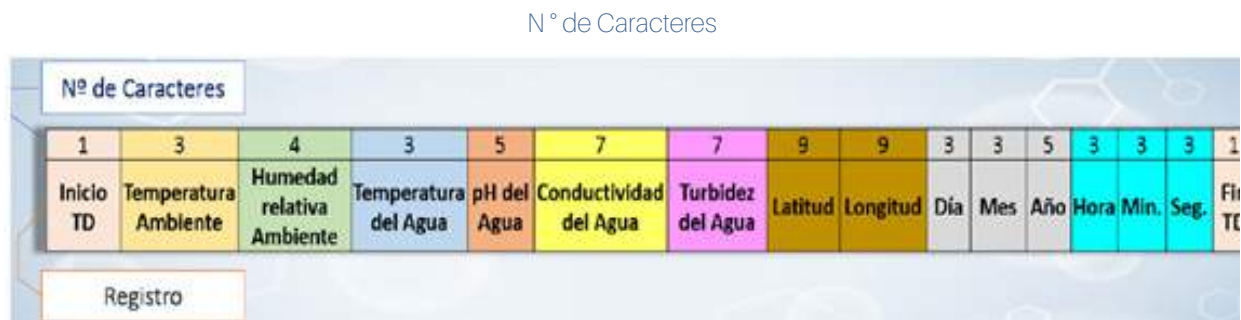 N° de Caracteres
Nº de Caracteres
1 3 4 3 5 7 7 9 9 3 3 5 3 3 3 1
Inicio TD Temperatura Ambiente Humedad relativa Ambiente Temperatura del Agua pH del Agua Conductividad del Agua Turbidez del Agua Latitud Longitud Día Mes Año Hora Min. Seg. Fin TD
Registro